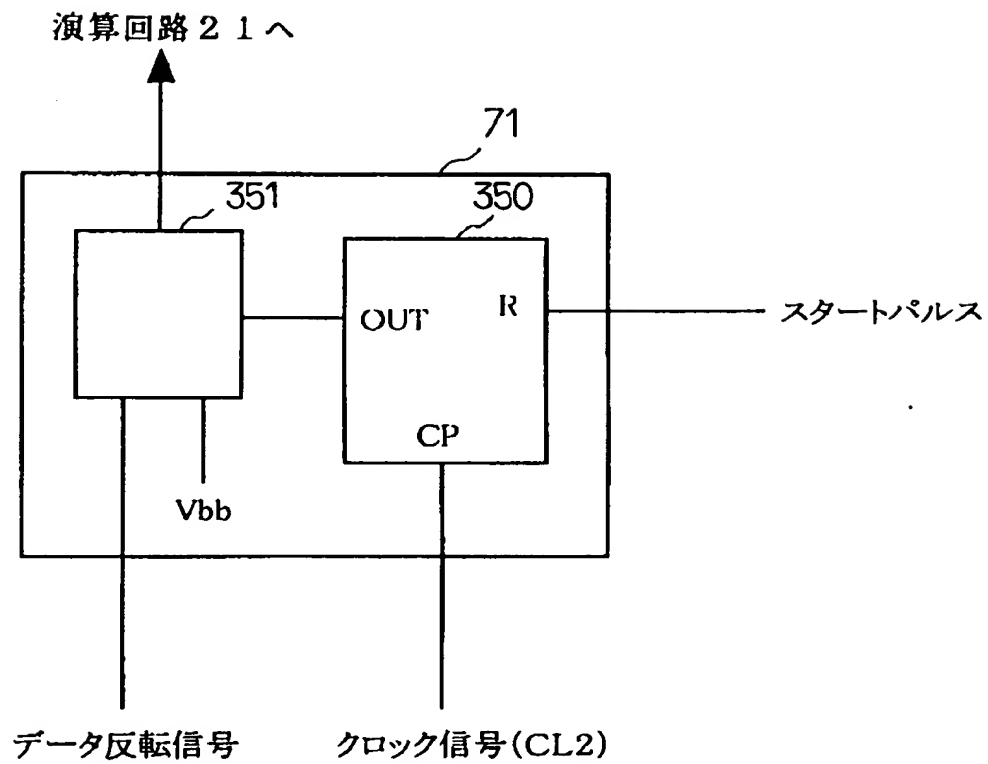 演算回路２１へ
71
351
350
OUT
R
スタートパルス
CP
Vbb
データ反転信号
クロック信号(CL2)